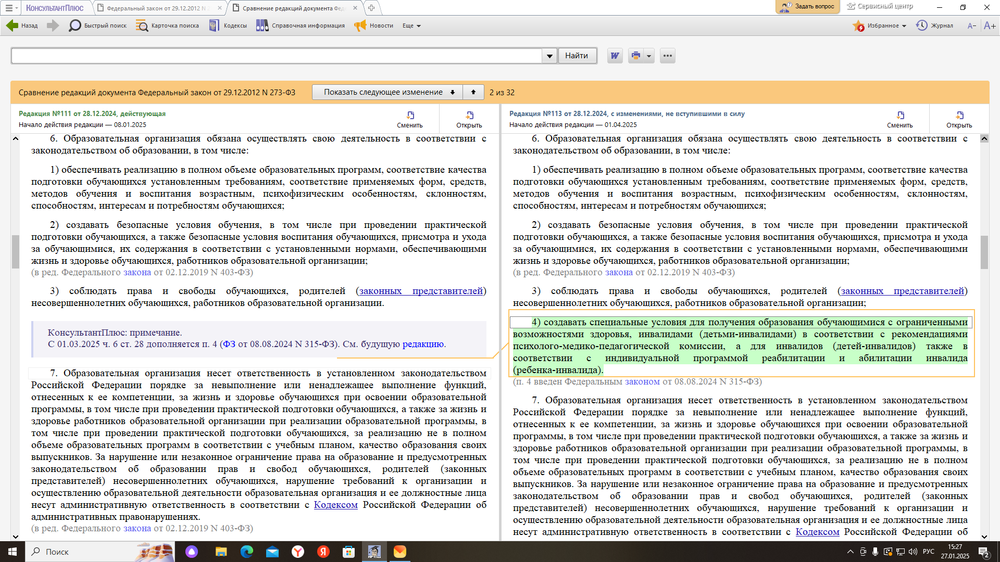 КонсультантПлюс
Федеральный закон от 29.12.2012 N
Сравнение редакций документа Фед
Задать вопрос
Сервисный центр
Назад
Быстрый поиск
Карточка поиска
Кодексы
Справочная информация
Новости
Еще
Избранное
Журнал
А-
А+
Найти
Сравнение редакций документа Федеральный закон от 29.12.2012 N 273-ФЗ
Показать следующее изменение
2 из 32
Редакция №111 от 28.12.2024, действующая
Начало действия редакции — 08.01.2025
Сменить
Открыть
6. Образовательная организация обязана осуществлять свою деятельность в соответствии с
законодательством об образовании, в том числе:
1) обеспечивать реализацию в полном объеме образовательных программ, соответствие качества
подготовки обучающихся установленным требованиям, соответствие применяемых форм, средств,
методов обучения и воспитания возрастным, психофизическим особенностям, склонностям,
способностям, интересам и потребностям обучающихся;
2) создавать безопасные условия обучения, в том числе при проведении практической
подготовки обучающихся, а также безопасные условия воспитания обучающихся, присмотра и ухода
за обучающимися, их содержания в соответствии с установленными нормами, обеспечивающими
жизнь и здоровье обучающихся, работников образовательной организации;
(в ред. Федерального закона от 02.12.2019 N 403-ФЗ)
3) соблюдать права и свободы обучающихся, родителей (законных представителей)
несовершеннолетних обучающихся, работников образовательной организации.
КонсультантПлюс: примечание.
С 01.03.2025 ч. 6 ст. 28 дополняется п. 4 (ФЗ от 08.08.2024 N 315-ФЗ). См. будущую редакцию.
7. Образовательная организация несет ответственность в установленном законодательством
Российской Федерации порядке за невыполнение или ненадлежащее выполнение функций,
отнесенных к ее компетенции, за жизнь и здоровье обучающихся при освоении образовательной
программы, в том числе при проведении практической подготовки обучающихся, а также за жизнь и
здоровье работников образовательной организации при реализации образовательной программы, в
том числе при проведении практической подготовки обучающихся, за реализацию не в полном
объеме образовательных программ в соответствии с учебным планом, качество образования своих
выпускников. За нарушение или незаконное ограничение права на образование и предусмотренных
законодательством об образовании прав и свобод обучающихся, родителей (законных
представителей) несовершеннолетних обучающихся, нарушение требований к организации и
осуществлению образовательной деятельности образовательная организация и ее должностные лица
несут административную ответственность в соответствии с Кодексом Российской Федерации об
административных правонарушениях.
(в ред. Федерального закона от 02.12.2019 N 403-ФЗ)
Редакция №113 от 28.12.2024, с изменениями, не вступившими в силу
Начало действия редакции — 01.04.2025
Сменить
Открыть
6. Образовательная организация обязана осуществлять свою деятельность в соответствии с
законодательством об образовании, в том числе:
1) обеспечивать реализацию в полном объеме образовательных программ, соответствие качества
подготовки обучающихся установленным требованиям, соответствие применяемых форм, средств,
методов обучения и воспитания возрастным, психофизическим особенностям, склонностям,
способностям, интересам и потребностям обучающихся;
2) создавать безопасные условия обучения, в том числе при проведении практической
подготовки обучающихся, а также безопасные условия воспитания обучающихся, присмотра и ухода
за обучающимися, их содержания в соответствии с установленными нормами, обеспечивающими
жизнь и здоровье обучающихся, работников образовательной организации;
(в ред. Федерального закона от 02.12.2019 N 403-ФЗ)
3) соблюдать права и свободы обучающихся, родителей (законных представителей)
несовершеннолетних обучающихся, работников образовательной организации;
4) создавать специальные условия для получения образования обучающимися с ограниченными
возможностями здоровья, инвалидами (детьми-инвалидами) в соответствии с рекомендациями
психолого-медико-педагогической комиссии, а для инвалидов (детей-инвалидов) также в
соответствии с индивидуальной программой реабилитации и абилитации инвалида
(ребенка-инвалида).
(п. 4 введен Федеральным законом от 08.08.2024 N 315-ФЗ)
7. Образовательная организация несет ответственность в установленном законодательством
Российской Федерации порядке за невыполнение или ненадлежащее выполнение функций,
отнесенных к ее компетенции, за жизнь и здоровье обучающихся при освоении образовательной
программы, в том числе при проведении практической подготовки обучающихся, а также за жизнь и
здоровье работников образовательной организации при реализации образовательной программы, в
том числе при проведении практической подготовки обучающихся, за реализацию не в полном
объеме образовательных программ в соответствии с учебным планом, качество образования своих
выпускников. За нарушение или незаконное ограничение права на образование и предусмотренных
законодательством об образовании прав и свобод обучающихся, родителей (законных
представителей) несовершеннолетних обучающихся, нарушение требований к организации и
осуществлению образовательной деятельности образовательная организация и ее должностные лица
несут административную ответственность в соответствии с Кодексом Российской Федерации об
Поиск
РУС
15:27
27.01.2025
2